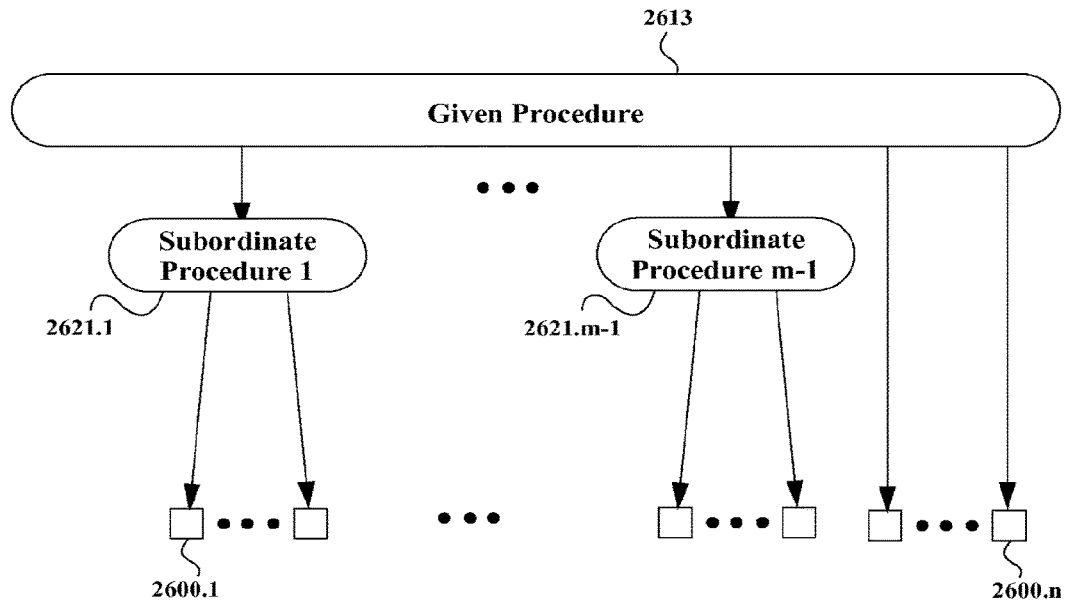 2613
Given Procedure
Subordinate
Procedure 1
Subordinate
Procedure m-1
2621.1
2621.m-1
2600.1
2600.n